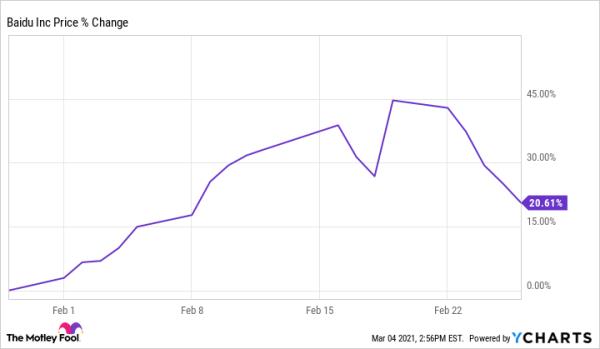 Baidu Inc Price % Change
45.00%
30.00%
20.61%
15.00%
0.00%
Feb 1
Feb 8
Feb 15
Feb 22
The Motley Fool.
Mar 04 2021, 2:56PM EST. Powered by YCHARTS